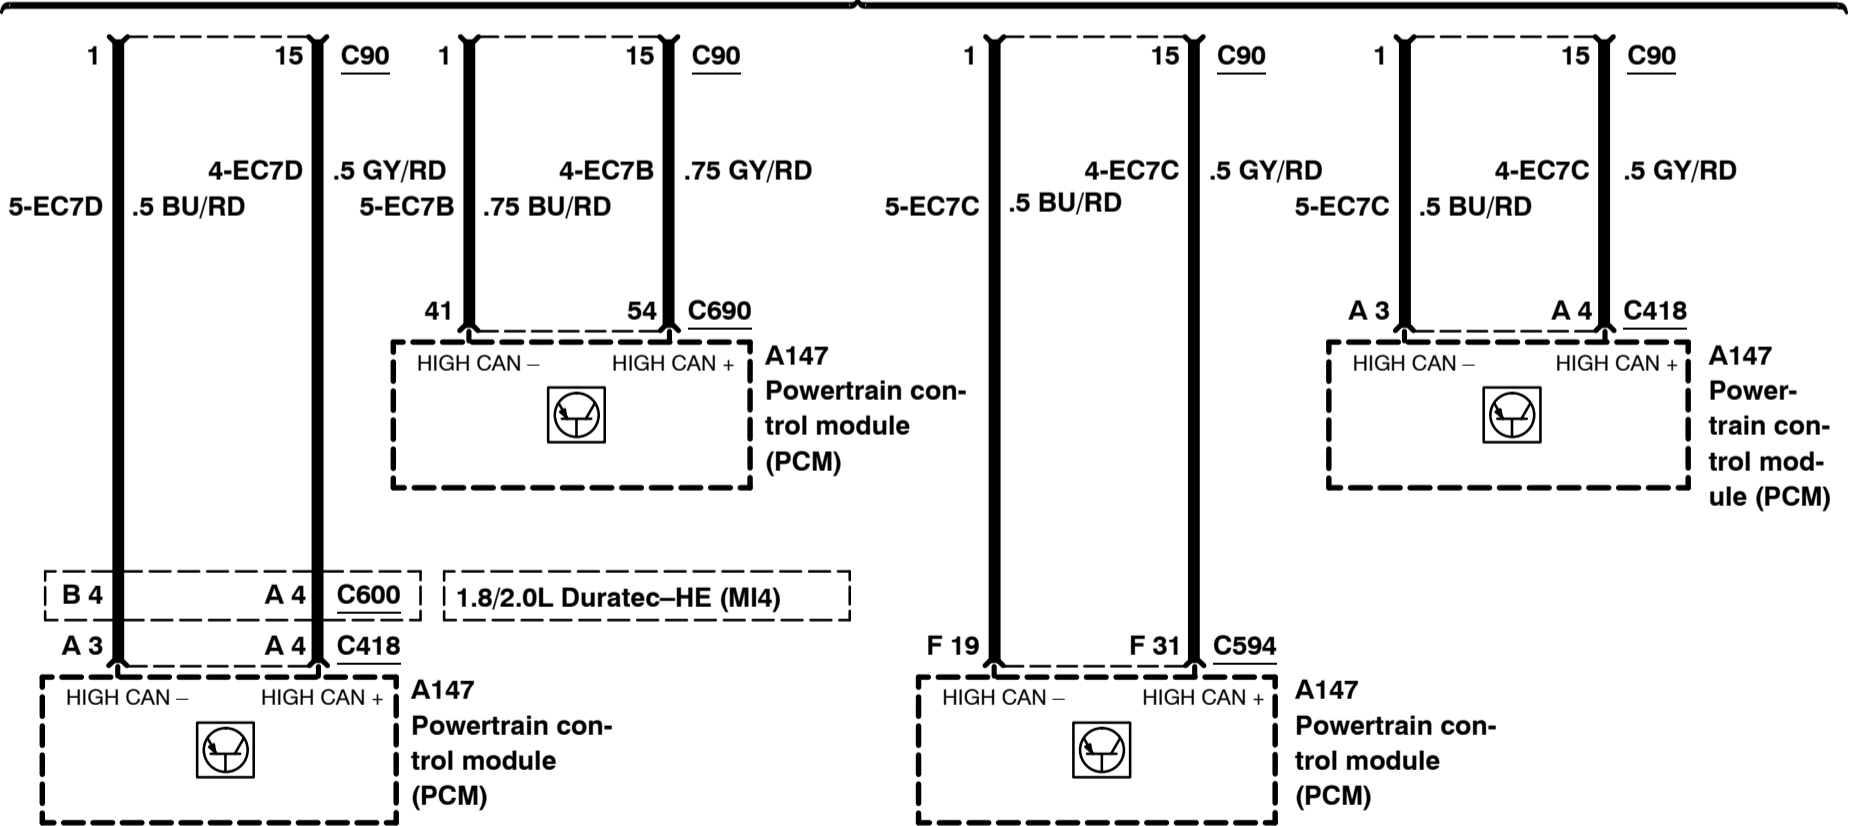 1 15 C90 1 15 C90 1 15 C90 1 15 C90
4-EC7D .5 GY/RD 4-EC7B .75 GY/RD 4-EC7C .5 GY/RD 4-EC7C .5 GY/RD
5-EC7D .5 BU/RD 5-EC7B .75 BU/RD 5-EC7C .5 BU/RD 5-EC7C .5 BU/RD
41 54 C690 A 3 A 4 C418
HIGH CAN – HIGH CAN +
A147
Powertrain con-
trol module
(PCM)
HIGH CAN – HIGH CAN +
A147
Power-
train con-
trol mod-
ule (PCM)
B 4 A 4 C600 1.8/2.0L Duratec–HE (MI4)
A 3 A 4 C418 F 19 F 31 C594
HIGH CAN – HIGH CAN +
A147
Powertrain con-
trol module
(PCM)
HIGH CAN – HIGH CAN +
A147
Powertrain con-
trol module
(PCM)